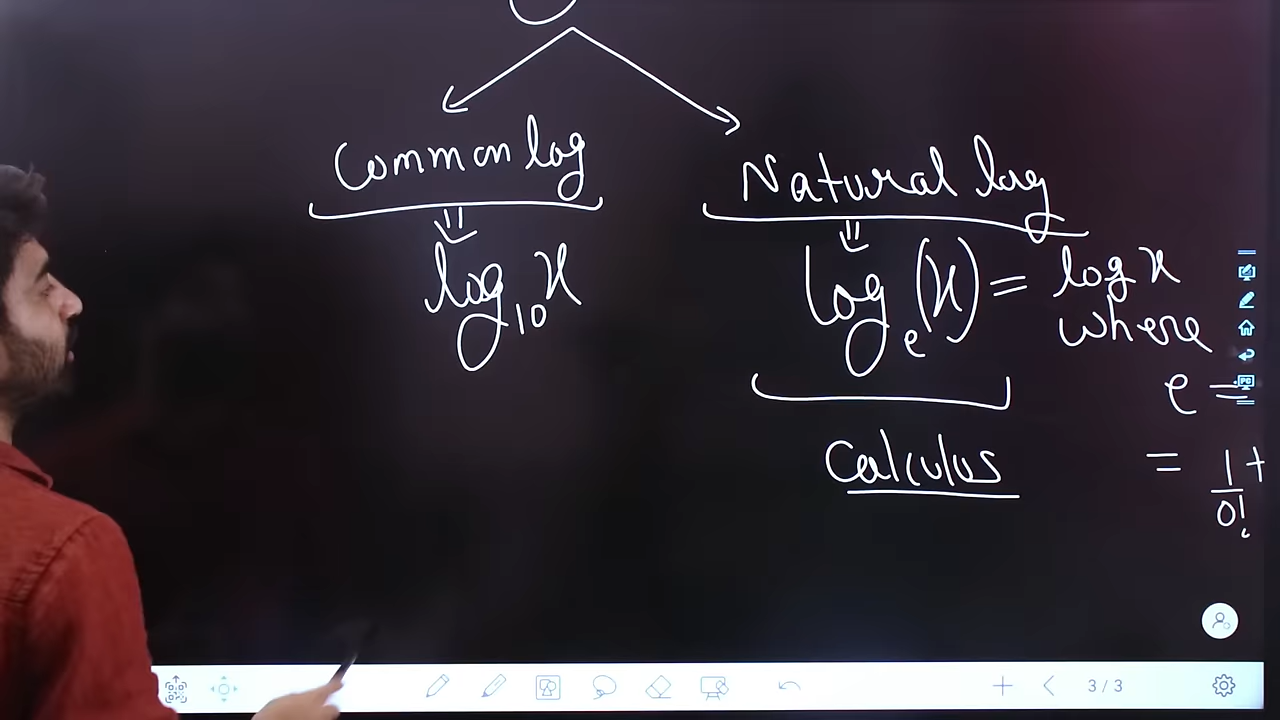 Common log
Natural log
log₁₀ x
logₑ (x) = log x
where
e =
Calculus
= 1/0! +
3 / 3